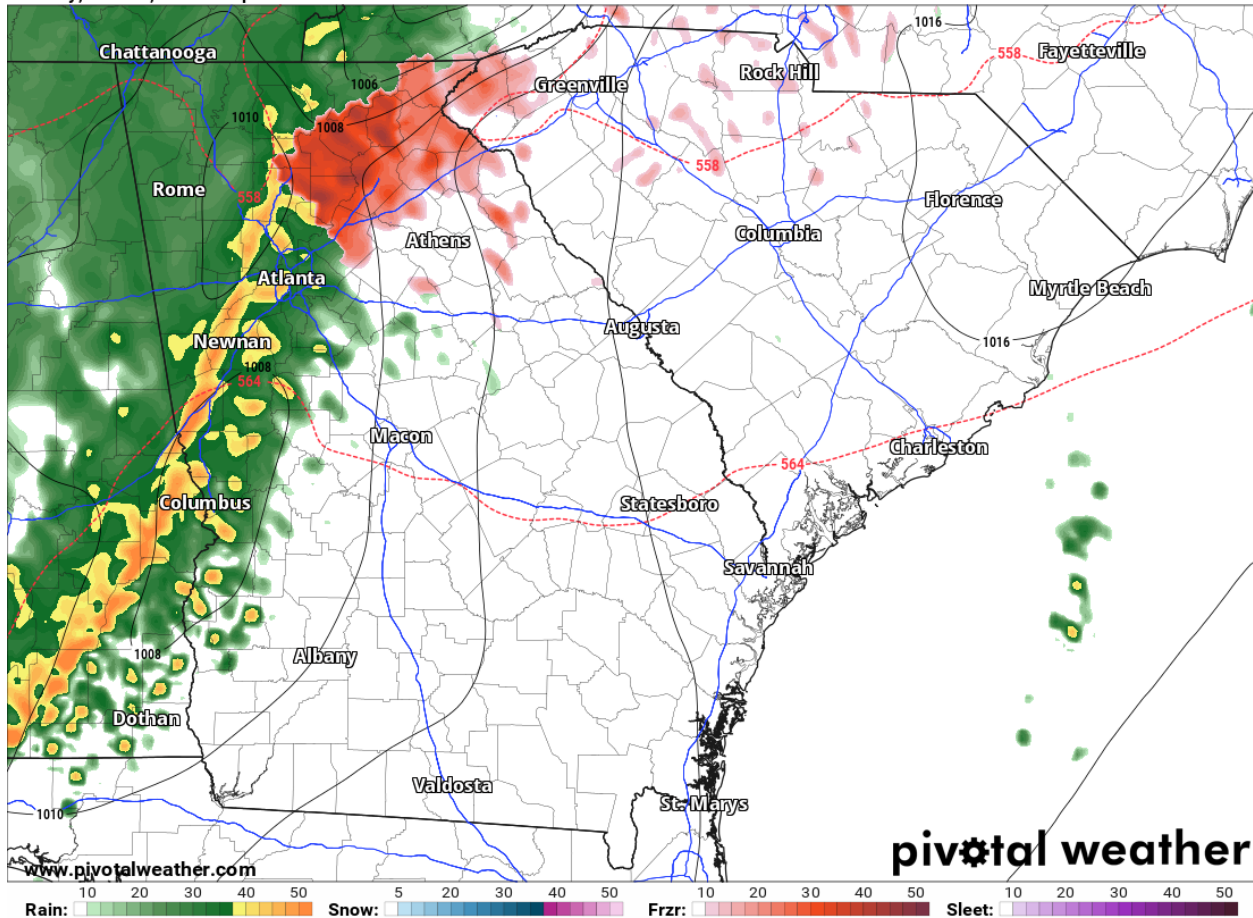 1016
Chattanooga
558
Fayetteville
Greenville
Rock Hill
1006
1010
1008
558
Rome
558
Florence
Athens
Columbia
Atlanta
Myrtle Beach
Augusta
Newnan
1016
1008
564
Macon
Charleston
564
Columbus
Statesboro
Savannah
1008
Albany
Dothan
Valdosta
St. Marys
1010
pivotal weather
www.pivotalweather.com
10 20 30 40 50 5 20 30 40 50 10 20 30 40 50 10 20 30 40 50
Rain: Snow: Frzr: Sleet: